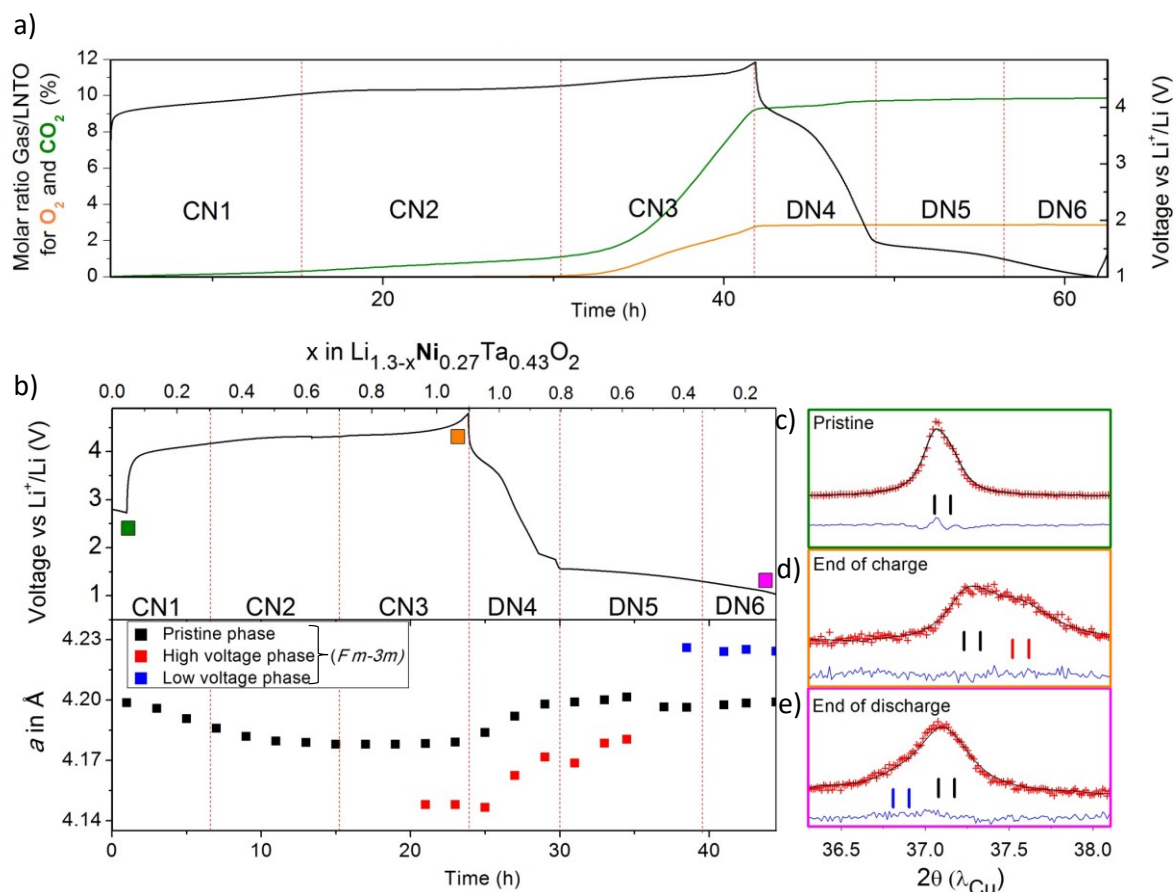 a)
Molar ratio Gas/LNTO
for O₂ and CO₂ (%)
12
10
8
6
4
2
0
CN1
CN2
CN3
DN4
DN5
DN6
4
3
2
1
Voltage vs Li⁺/Li (V)
20
40
60
Time (h)
x in Li₁.₃₋ₓNi₀.₂₇Ta₀.₄₃O₂
b)
0.0
0.2
0.4
0.6
0.8
1.0
1.0
0.8
0.6
0.4
0.2
Voltage vs Li⁺/Li (V)
4
3
2
1
CN1
CN2
CN3
DN4
DN5
DN6
Pristine phase
High voltage phase
Low voltage phase
(F m-3m)
a in Å
4.23
4.20
4.17
4.14
0
10
20
30
40
Time (h)
c)
Pristine
d)
End of charge
e)
End of discharge
36.5
37.0
37.5
38.0
2θ (λCu)